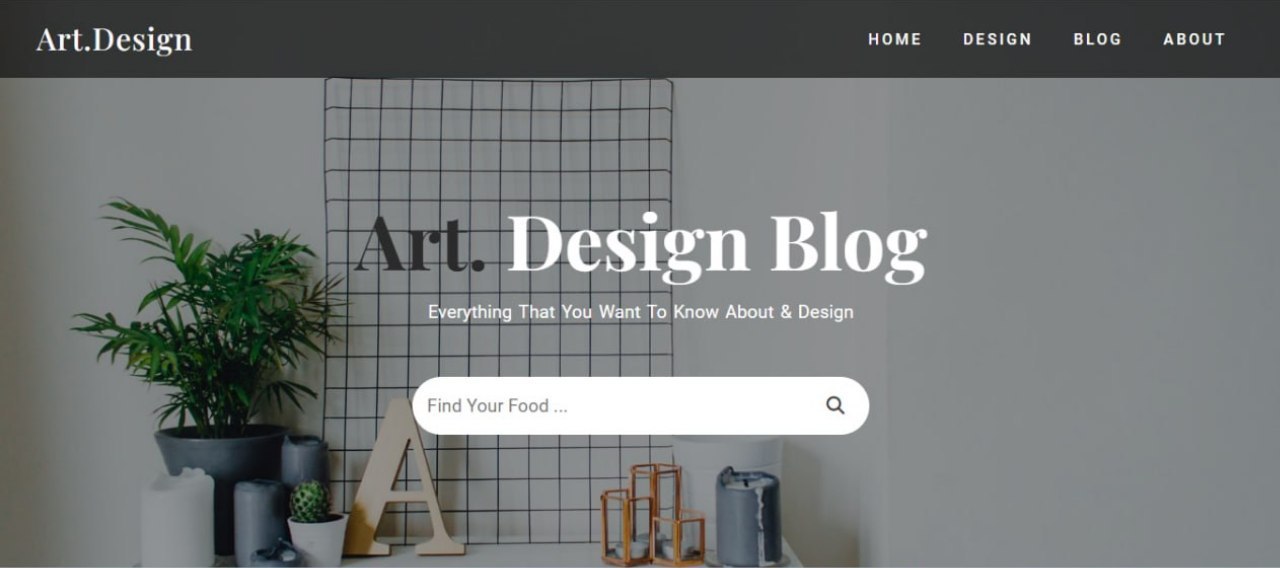 Art.Design
HOME DESIGN BLOG ABOUT
Art. Design Blog
Everything That You Want To Know About & Design
Find Your Food ...
A